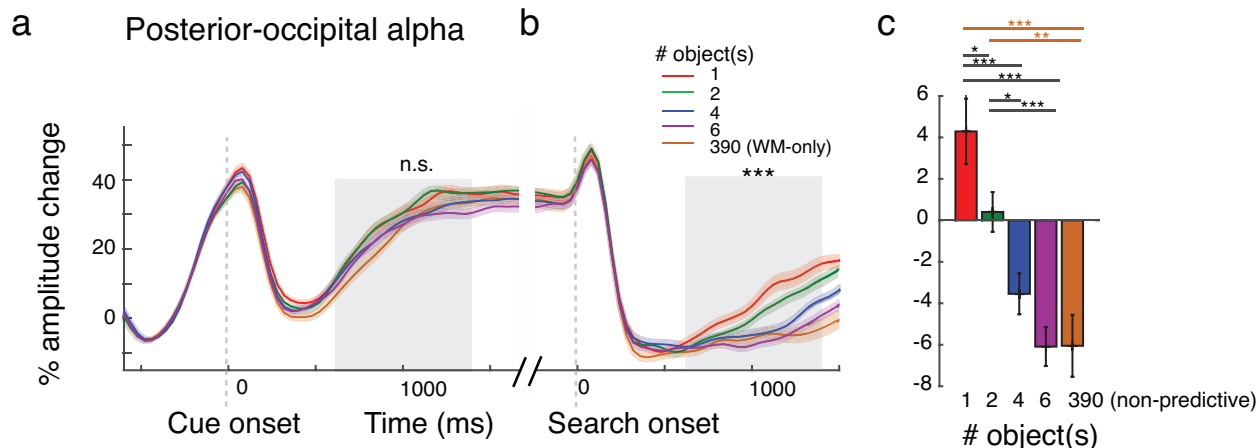 a
Posterior-occipital alpha
b
c
# object(s)
1
2
4
6
390 (WM-only)
n.s.
***
% amplitude change
40
20
0
0
1000
0
1000
Cue onset
Time (ms)
Search onset
***
**
*
***
***
*
***
6
4
2
0
-2
-4
-6
-8
1 2 4 6 390 (non-predictive)
# object(s)